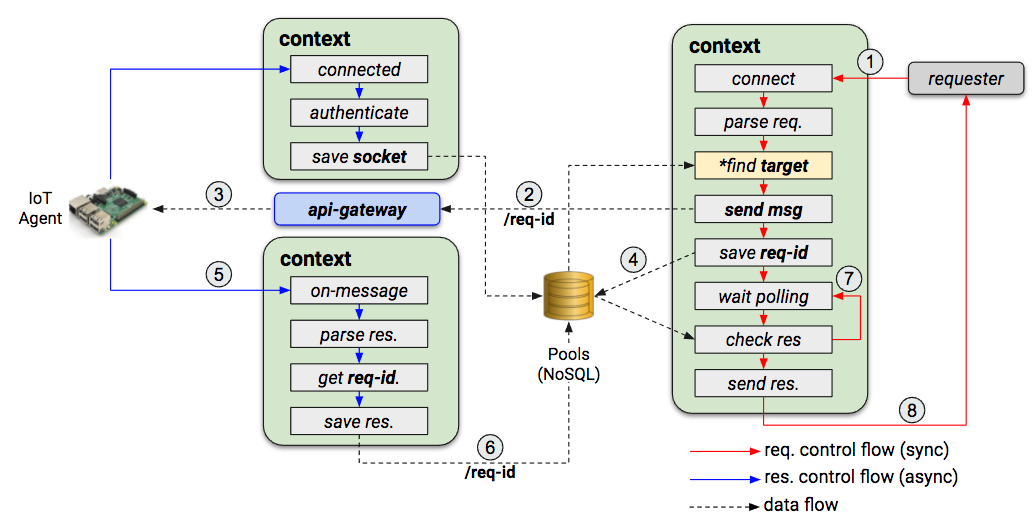 context
connected
authenticate
save socket
IoT
Agent
3
api-gateway
2
/req-id
5
context
on-message
parse res.
get req-id.
save res.
6
/req-id
4
Pools
(NoSQL)
context
connect
parse req.
*find target
send msg
save req-id
wait polling
check res
send res.
1
requester
7
8
req. control flow (sync)
res. control flow (async)
data flow